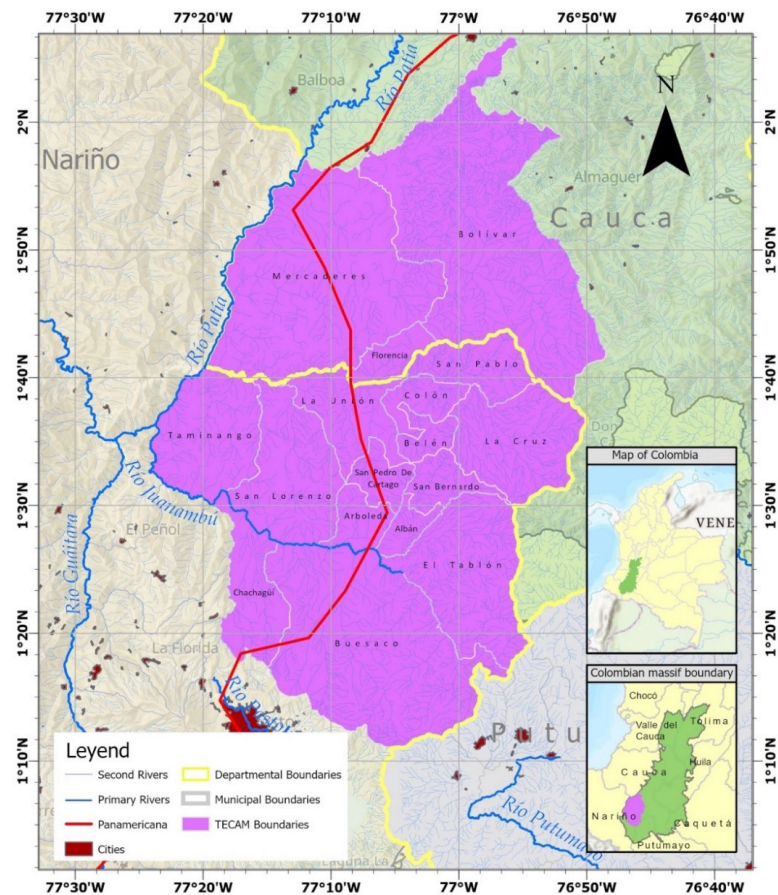 77°30'W 77°20'W 77°10'W 77°W 76°50'W 76°40'W
2°N
1°50'N
1°40'N
1°30'N
1°20'N
1°10'N
2°N
1°50'N
1°40'N
1°30'N
1°20'N
1°10'N
N
Balboa
Río Patía
Nariño
Almaguer
Cauca
Bolívar
Mercaderes
Río Patía
Florencia
San Pablo
La Unión
Colón
Taminango
Belén
La Cruz
San Pedro De
Cartago
San Bernardo
San Lorenzo
Río Juanambú
Arboleda
Albán
El Peñol
Río Guáitara
El Tablón
Chachagüí
Buesaco
La Florida
Río Putumayo
Map of Colombia
VENE
Colombian massif boundary
Chocó
Tolima
Valle del
Cauca
Huila
Cauca
Nariño
Caquetá
Putumayo
Leyend
Second Rivers
Departmental Boundaries
Primary Rivers
Municipal Boundaries
Panamericana
TECAM Boundaries
Cities
77°30'W 77°20'W 77°10'W 77°W 76°50'W 76°40'W